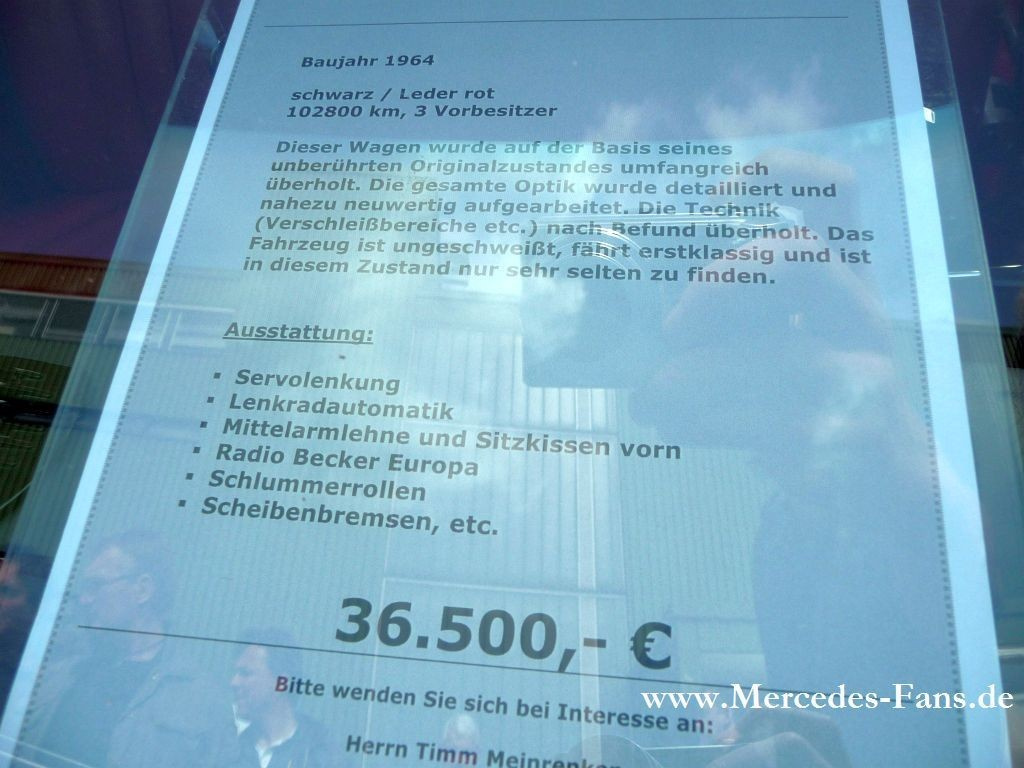 Baujahr 1964
schwarz / Leder rot
102800 km, 3 Vorbesitzer
Dieser Wagen wurde auf der Basis seines
unberührten Originalzustandes umfangreich
überholt. Die gesamte Optik wurde detailliert und
nahezu neuwertig aufgearbeitet. Die Technik
(Verschleißbereiche etc.) nach Befund überholt. Das
Fahrzeug ist ungeschweißt, fährt erstklassig und ist
in diesem Zustand nur sehr selten zu finden.
Ausstattung:
▪ Servolenkung
▪ Lenkradautomatik
▪ Mittelarmlehne und Sitzkissen vorn
▪ Radio Becker Europa
▪ Schlummerrollen
▪ Scheibenbremsen, etc.
36.500,- €
Bitte wenden Sie sich bei Interesse an:
www.Mercedes-Fans.de
Herrn Timm